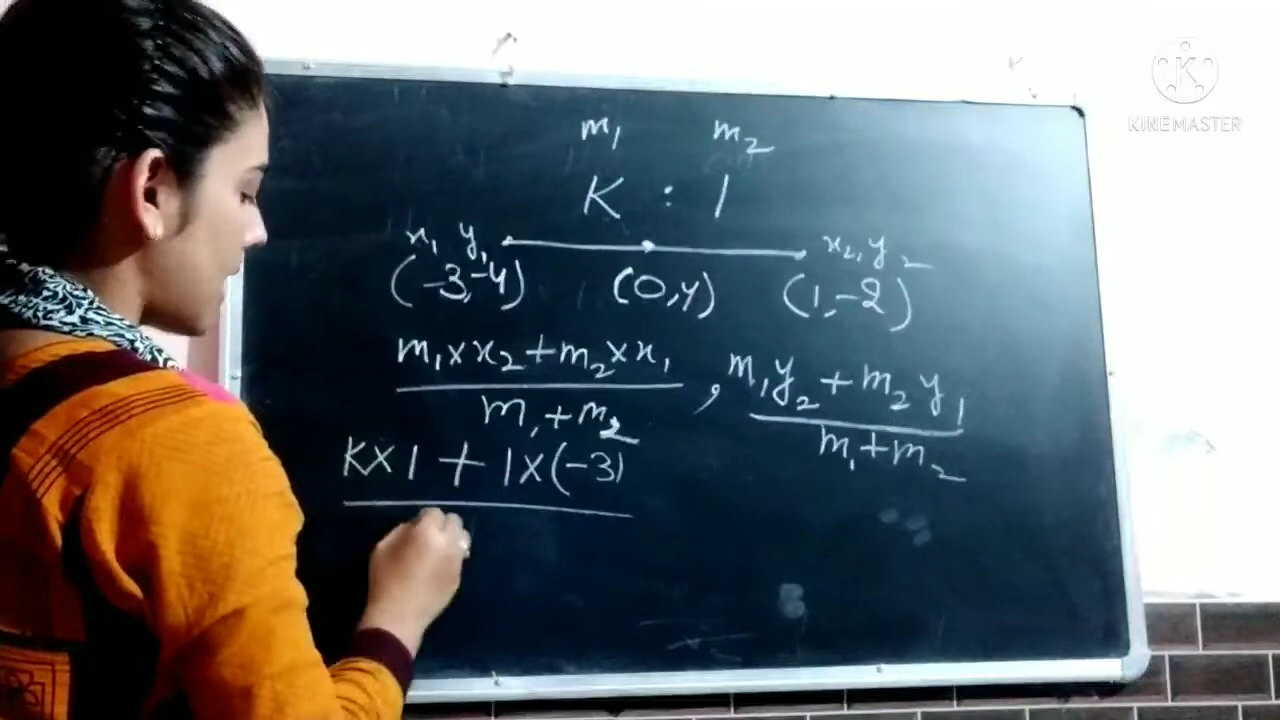 m₁ m₂
K : 1
x₁ y₁ x₂, y₂
(-3,-4) (0,y) (1,-2)
m₁×x₂+m₂×x₁ , m₁y₂+m₂y₁
m₁+m₂ m₁+m₂
K×1+1×(-3)
KINEMASTER